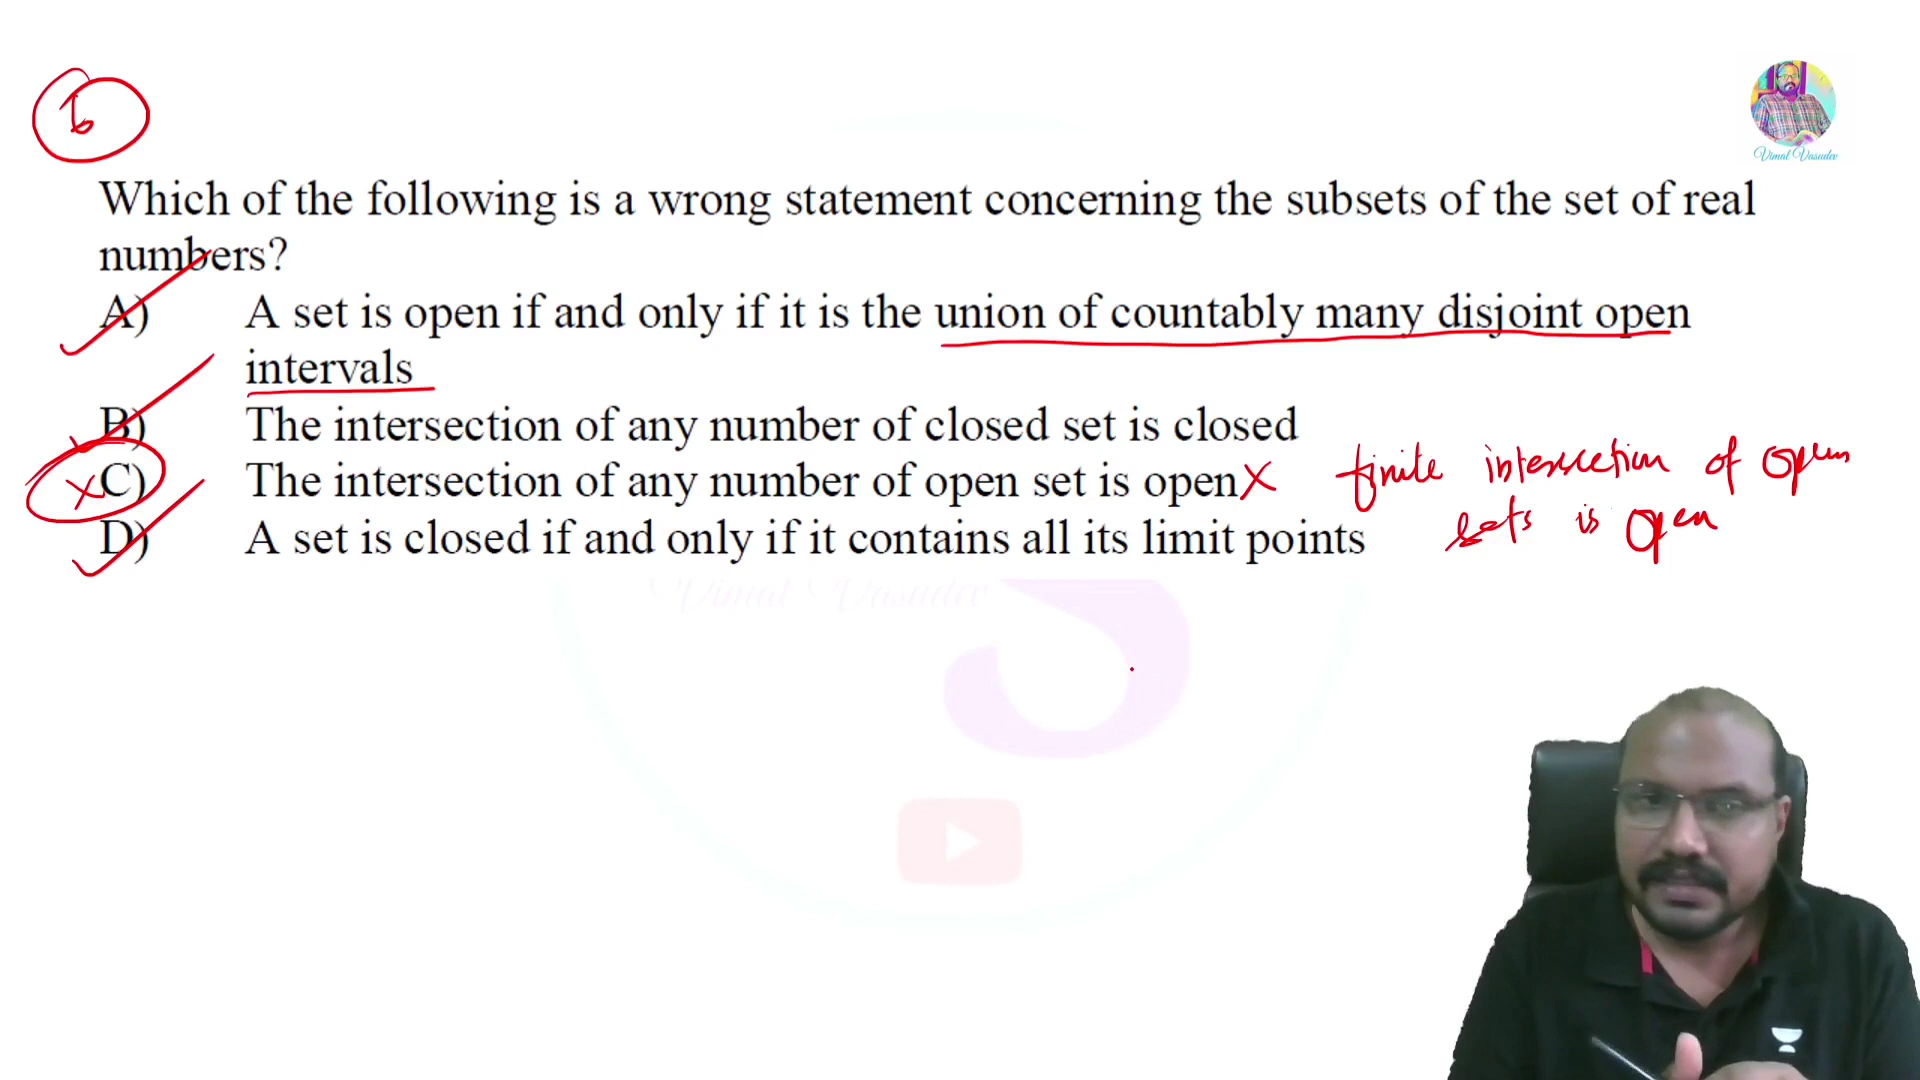 6
Vimal Vasudev
Which of the following is a wrong statement concerning the subsets of the set of real
numbers?
A) A set is open if and only if it is the union of countably many disjoint open
intervals
B) The intersection of any number of closed set is closed
X C) The intersection of any number of open set is open X
finite intersection of open
sets is open
D) A set is closed if and only if it contains all its limit points
Vimal Vasudev